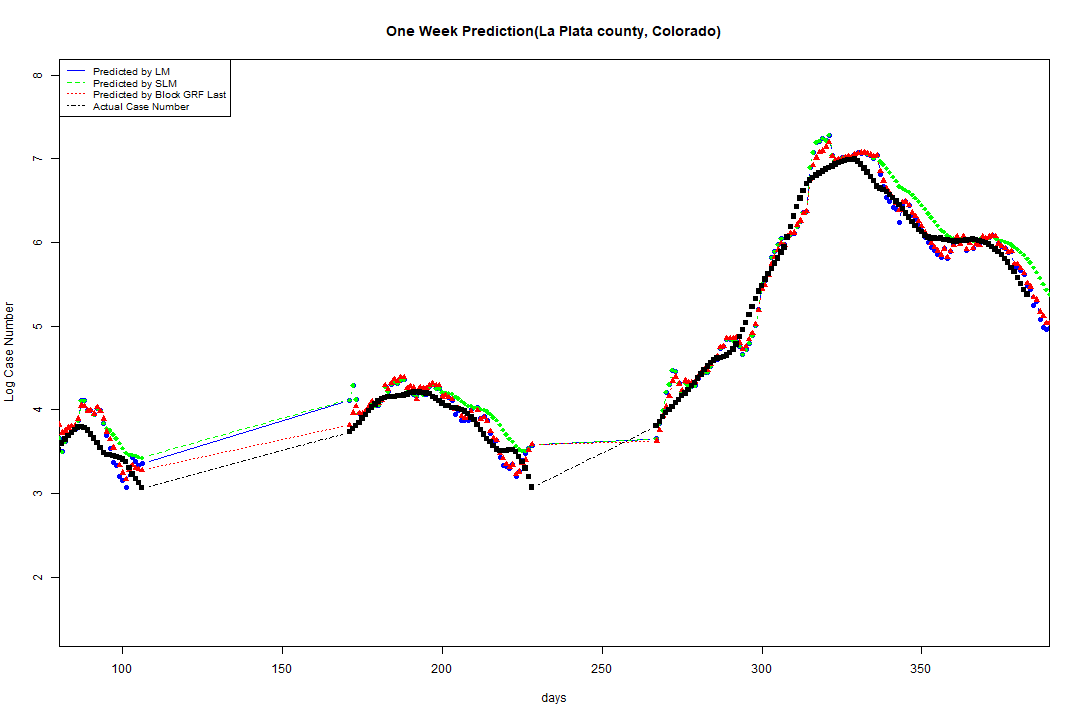 One Week Prediction(La Plata county, Colorado)
Predicted by LM
Predicted by SLM
Predicted by Block GRF Last
Actual Case Number
8
7
6
5
4
3
2
Log Case Number
100 150 200 250 300 350
days